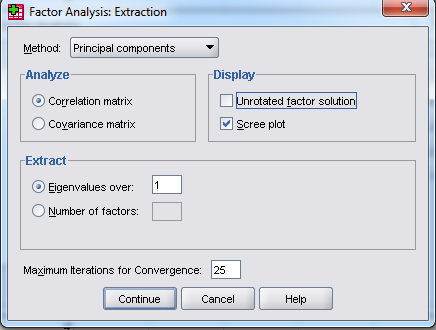 Factor Analysis: Extraction
X
Method: Principal components
Analyze
Correlation matrix
Covariance matrix
Display
Unrotated factor solution
Scree plot
Extract
Eigenvalues over: 1
Number of factors:
Maximum Iterations for Convergence: 25
Continue Cancel Help